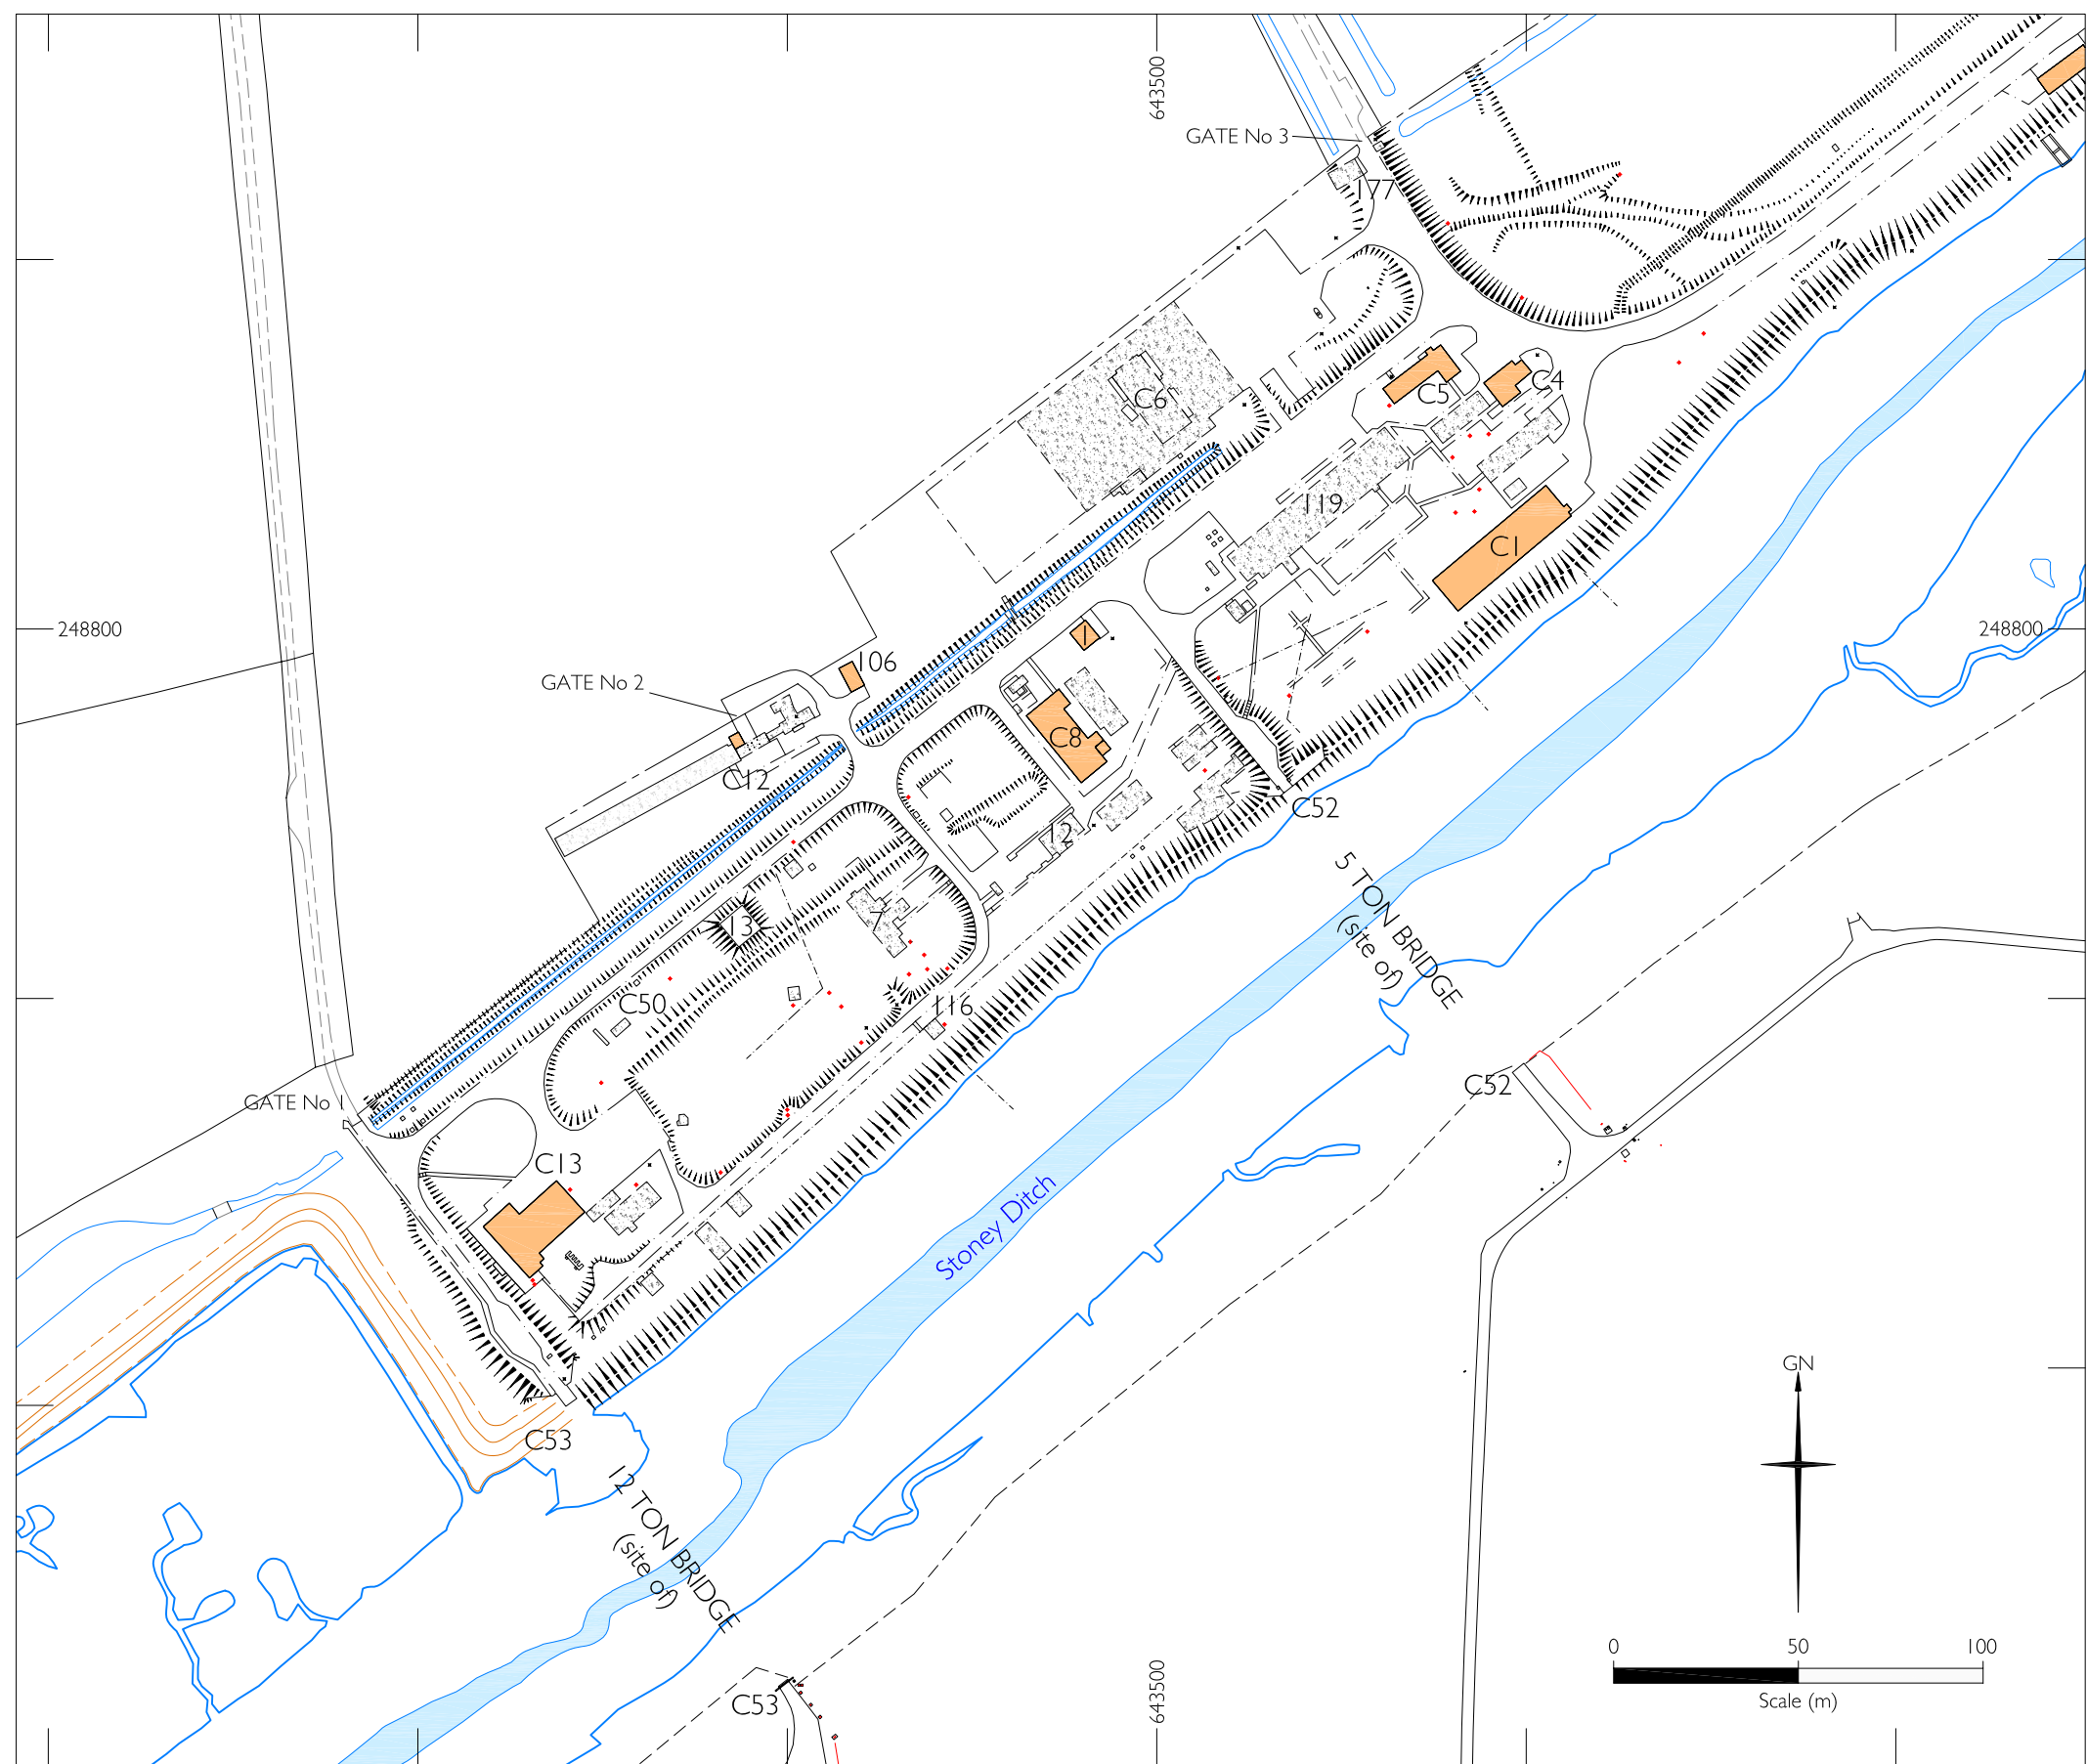 643500
GATE No 3
177
C6
C5
C4
119
C1
248800
248800
1
106
GATE No 2
C8
C12
C52
12
5 TON BRIDGE
(site of)
13
7
C50
116
C52
GATE No 1
C13
Stoney Ditch
GN
C53
12 TON BRIDGE
(site of)
643500
C53
0 50 100
Scale (m)